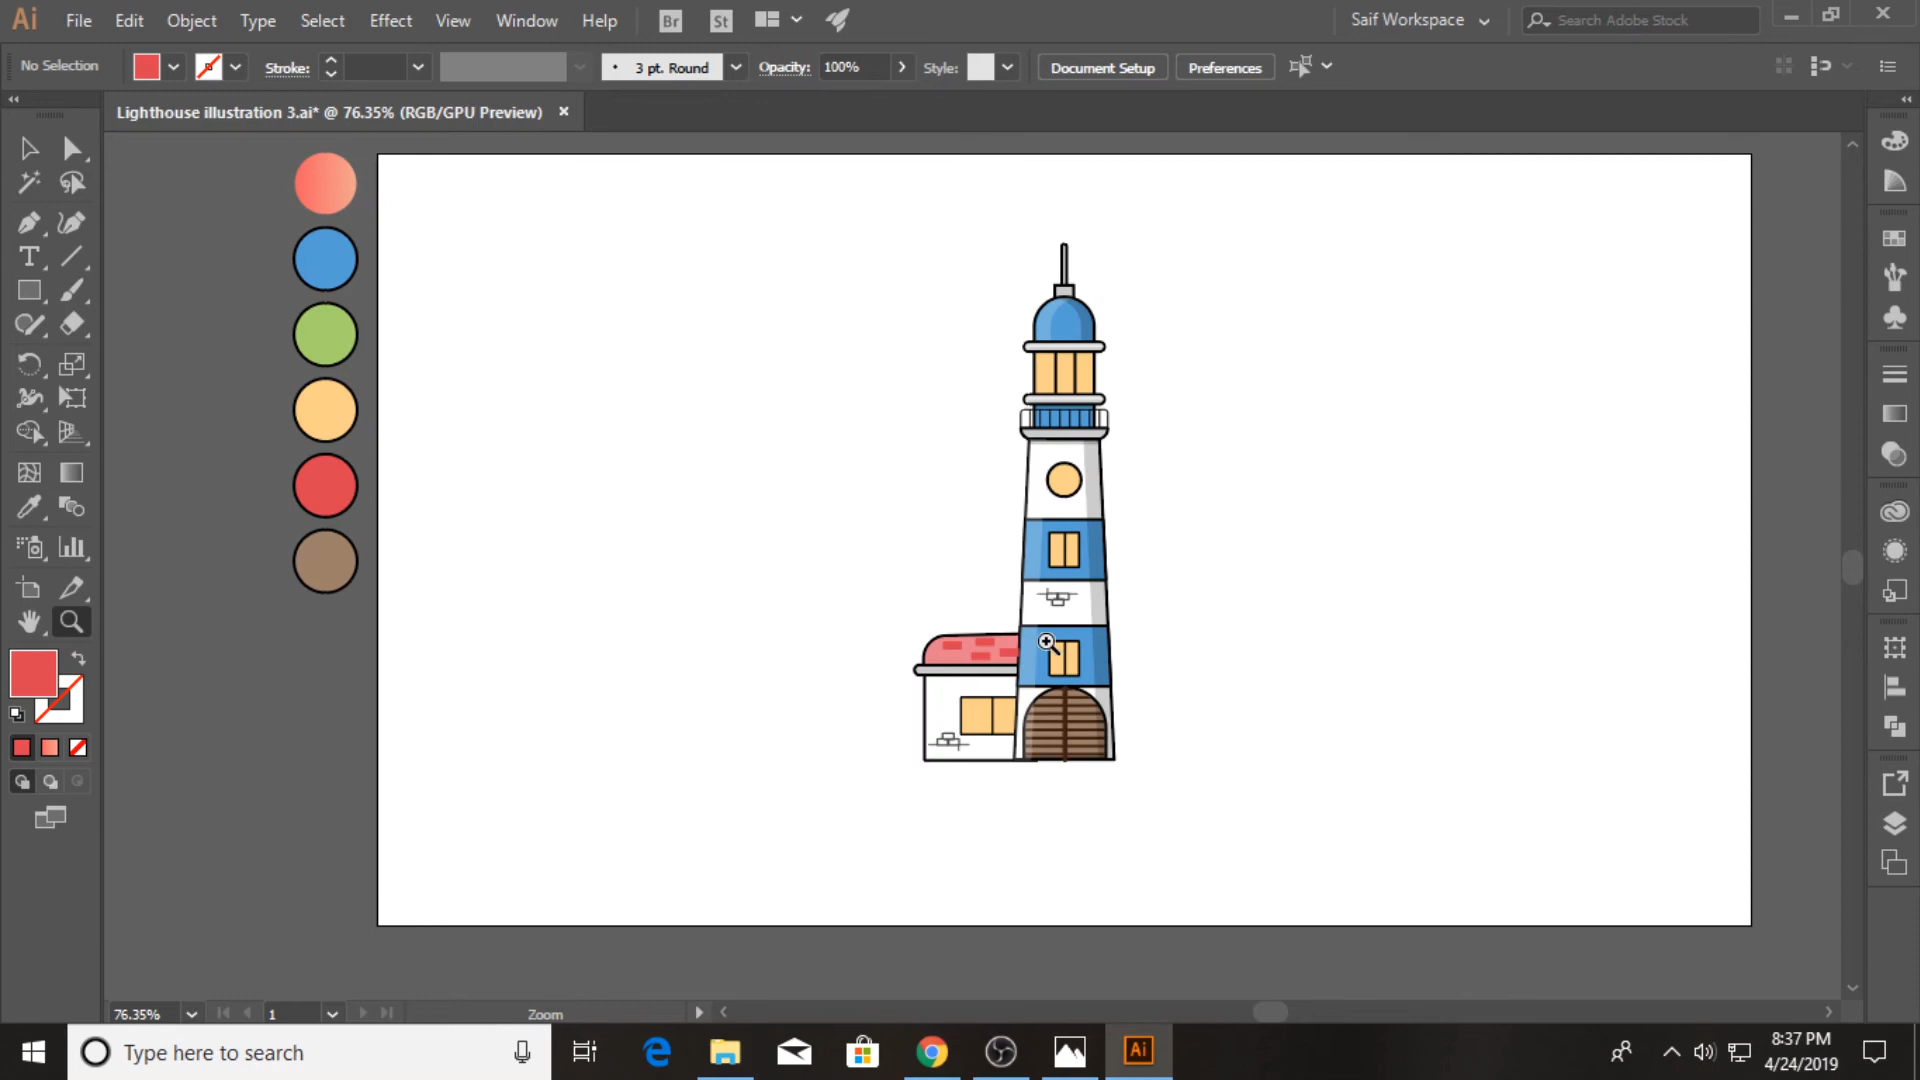 Ai File Edit Object Type Select Effect View Window Help Br St Saif Workspace Search Adobe Stock
No Selection Stroke: 3 pt. Round Opacity: 100% Style: Document Setup Preferences
Lighthouse illustration 3.ai* @ 76.35% (RGB/GPU Preview)
76.35% 1 Zoom
Type here to search Ai 8:37 PM
4/24/2019